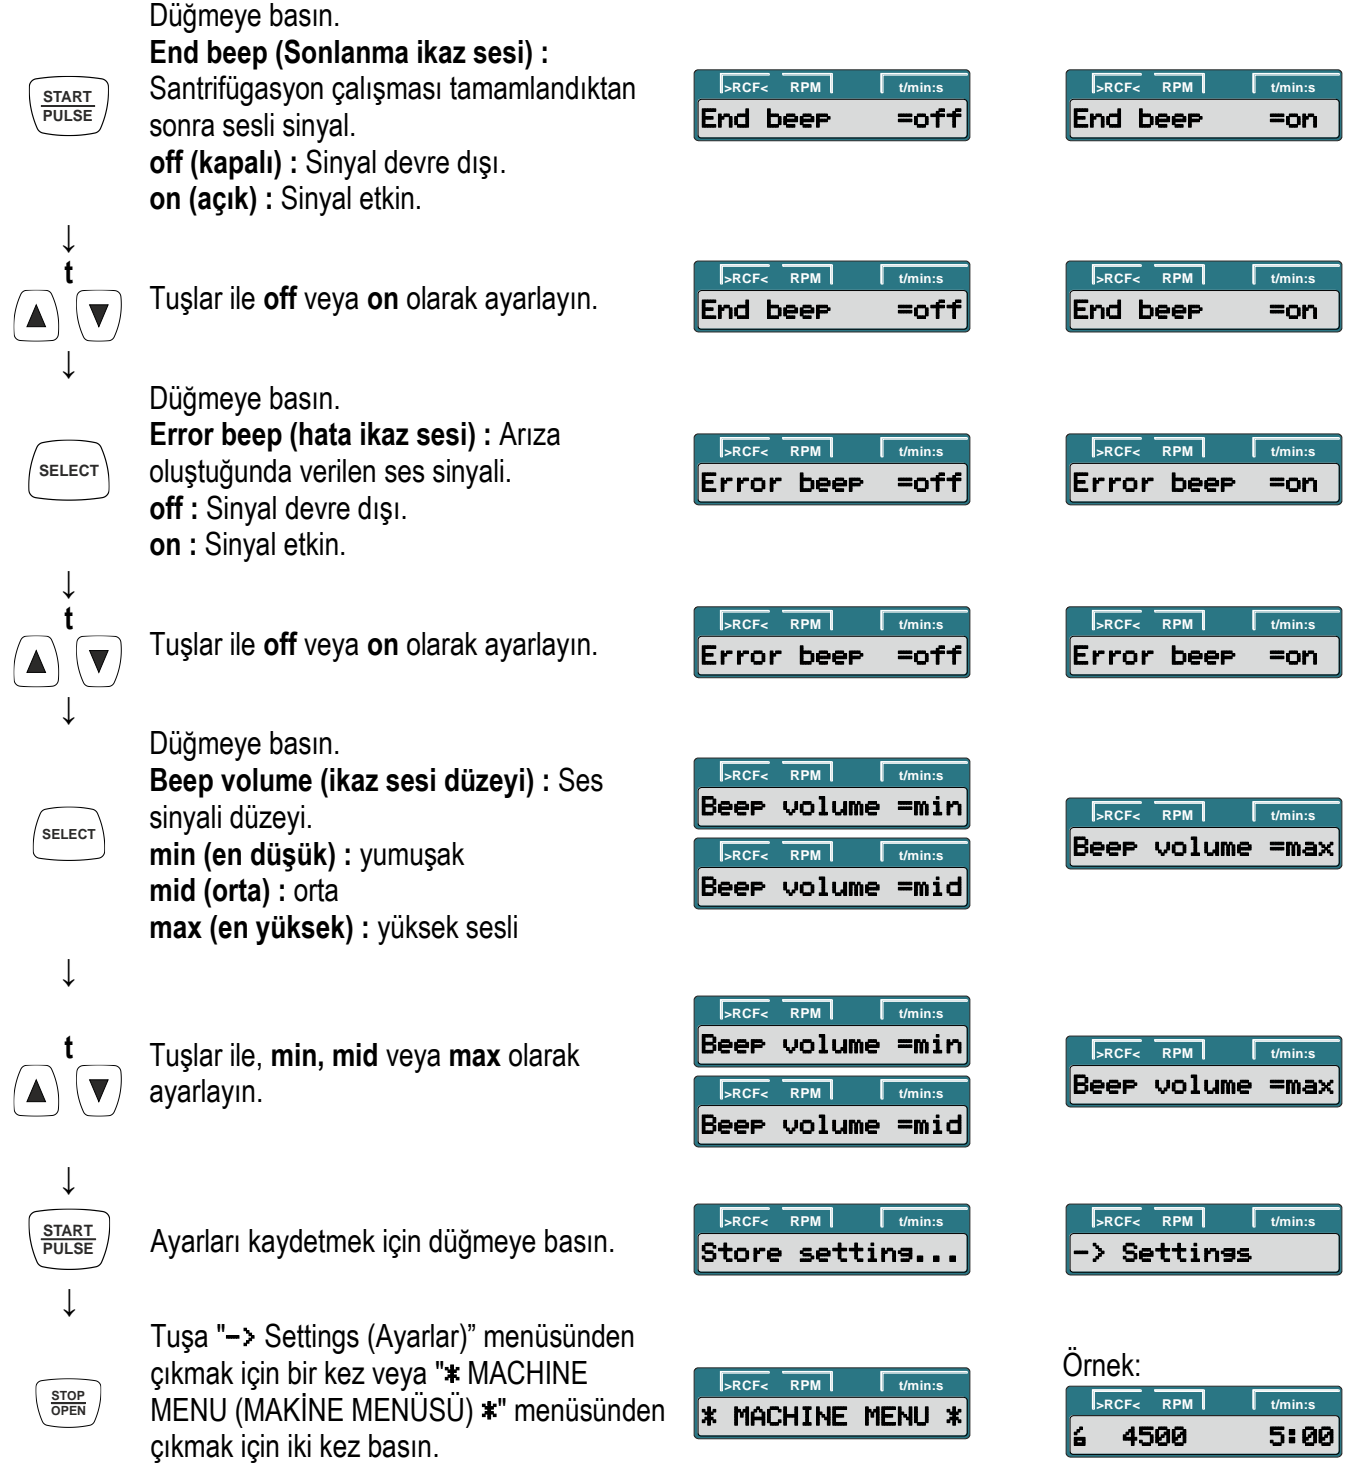 Düğmeye basın.
End beep (Sonlanma ikaz sesi) :
START
PULSE
Santrifügasyon çalışması tamamlandıktan
sonra sesli sinyal.
off (kapalı) : Sinyal devre dışı.
on (açık) : Sinyal etkin.
>RCF< RPM t/min:s
End beep =off
>RCF< RPM t/min:s
End beep =on
↓
t
▲ ▼
Tuşlar ile off veya on olarak ayarlayın.
>RCF< RPM t/min:s
End beep =off
>RCF< RPM t/min:s
End beep =on
↓
SELECT
Düğmeye basın.
Error beep (hata ikaz sesi) : Arıza
oluştuğunda verilen ses sinyali.
off : Sinyal devre dışı.
on : Sinyal etkin.
>RCF< RPM t/min:s
Error beep =off
>RCF< RPM t/min:s
Error beep =on
↓
t
▲ ▼
Tuşlar ile off veya on olarak ayarlayın.
>RCF< RPM t/min:s
Error beep =off
>RCF< RPM t/min:s
Error beep =on
↓
SELECT
Düğmeye basın.
Beep volume (ikaz sesi düzeyi) : Ses
sinyali düzeyi.
min (en düşük) : yumuşak
mid (orta) : orta
max (en yüksek) : yüksek sesli
>RCF< RPM t/min:s
Beep volume =min
>RCF< RPM t/min:s
Beep volume =mid
>RCF< RPM t/min:s
Beep volume =max
↓
t
▲ ▼
Tuşlar ile, min, mid veya max olarak
ayarlayın.
>RCF< RPM t/min:s
Beep volume =min
>RCF< RPM t/min:s
Beep volume =mid
>RCF< RPM t/min:s
Beep volume =max
↓
START
PULSE
Ayarları kaydetmek için düğmeye basın.
>RCF< RPM t/min:s
Store setting...
>RCF< RPM t/min:s
-> Settings
↓
STOP
OPEN
Tuşa "-> Settings (Ayarlar)” menüsünden
çıkmak için bir kez veya "* MACHINE
MENU (MAKİNE MENÜSÜ) *" menüsünden
çıkmak için iki kez basın.
>RCF< RPM t/min:s
* MACHINE MENU *
Örnek:
>RCF< RPM t/min:s
4500 5:00